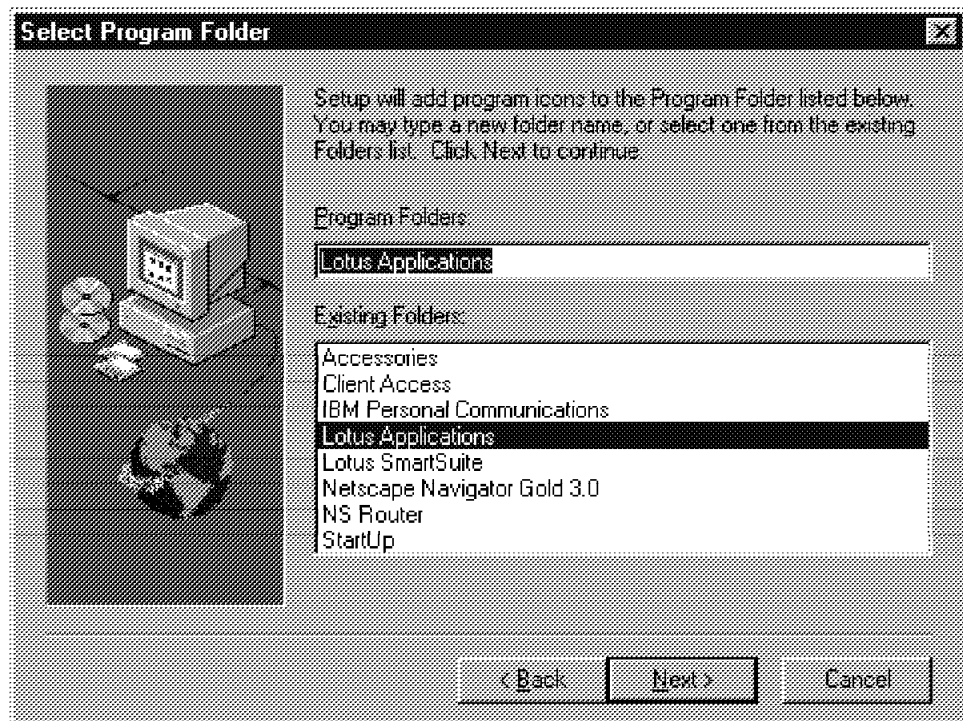 Select Program Folder
Setup will add program icons to the Program Folder listed below.
You may type a new folder name, or select one from the existing
Folders list.  Click Next to continue.
Program Folders:
Lotus Applications
Existing Folders:
Accessories
Client Access
IBM Personal Communications
Lotus Applications
Lotus SmartSuite
Netscape Navigator Gold 3.0
NS Router
StartUp
< Back
Next >
Cancel